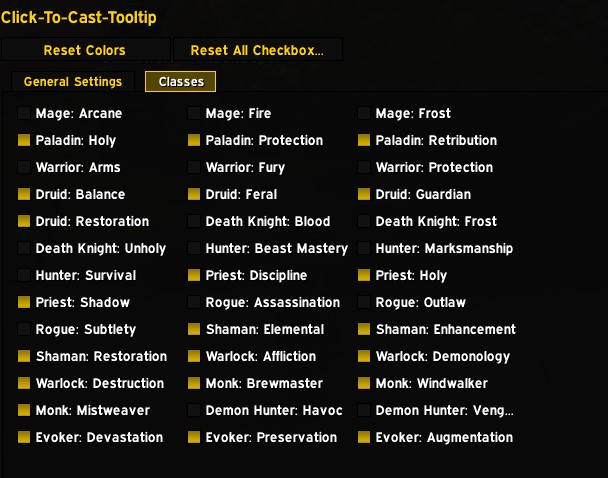 Click-To-Cast-Tooltip
Reset Colors Reset All Checkbox...
General Settings Classes
Mage: Arcane Mage: Fire Mage: Frost
Paladin: Holy Paladin: Protection Paladin: Retribution
Warrior: Arms Warrior: Fury Warrior: Protection
Druid: Balance Druid: Feral Druid: Guardian
Druid: Restoration Death Knight: Blood Death Knight: Frost
Death Knight: Unholy Hunter: Beast Mastery Hunter: Marksmanship
Hunter: Survival Priest: Discipline Priest: Holy
Priest: Shadow Rogue: Assassination Rogue: Outlaw
Rogue: Subtlety Shaman: Elemental Shaman: Enhancement
Shaman: Restoration Warlock: Affliction Warlock: Demonology
Warlock: Destruction Monk: Brewmaster Monk: Windwalker
Monk: Mistweaver Demon Hunter: Havoc Demon Hunter: Veng...
Evoker: Devastation Evoker: Preservation Evoker: Augmentation